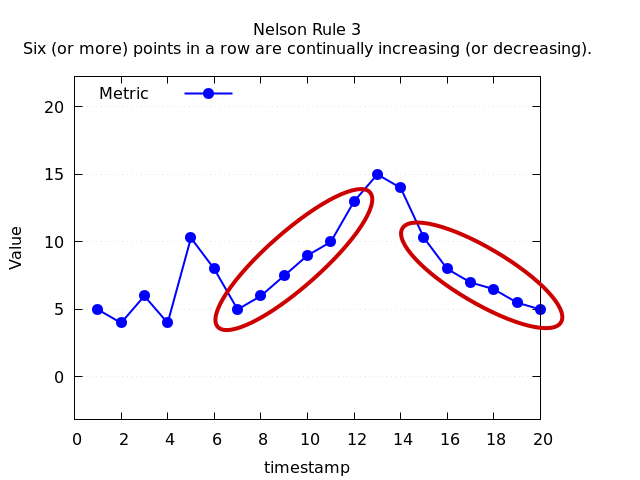 Nelson Rule 3
Six (or more) points in a row are continually increasing (or decreasing).
Metric
20
15
10
5
0
Value
0 2 4 6 8 10 12 14 16 18 20
timestamp